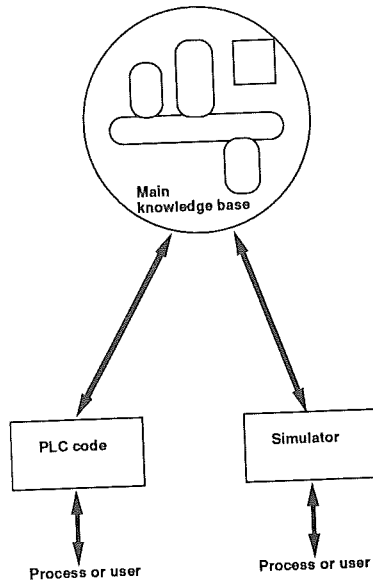 Main
knowledge base
PLC code
Simulator
Process or user
Process or user